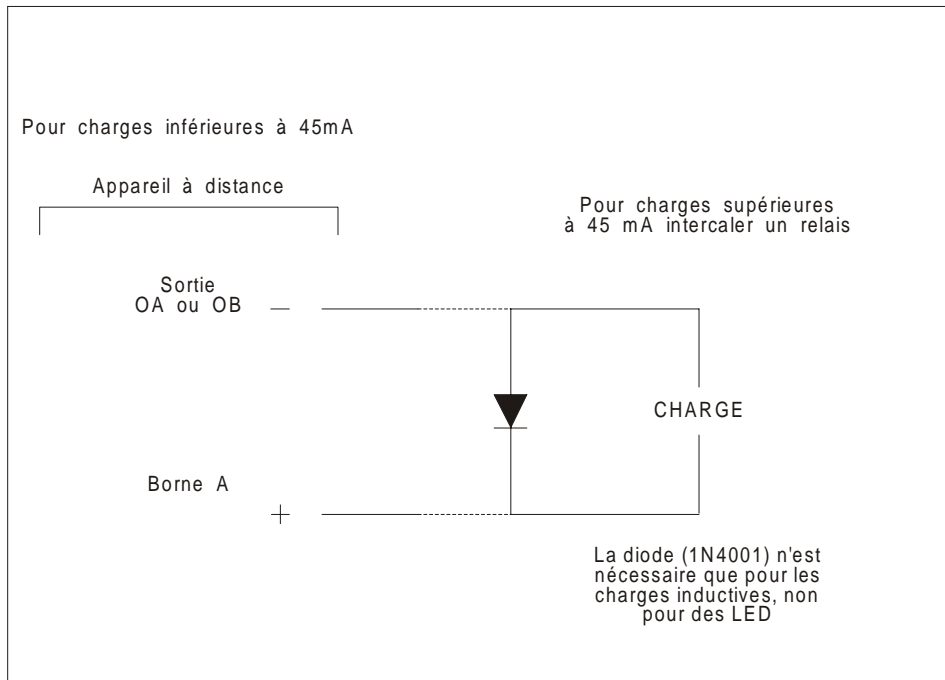 Pour charges inférieures à 45mA
Appareil à distance
Pour charges supérieures
à 45 mA intercaler un relais
Sortie
OA ou OB −
CHARGE
Borne A
+
La diode (1N4001) n'est
nécessaire que pour les
charges inductives, non
pour des LED